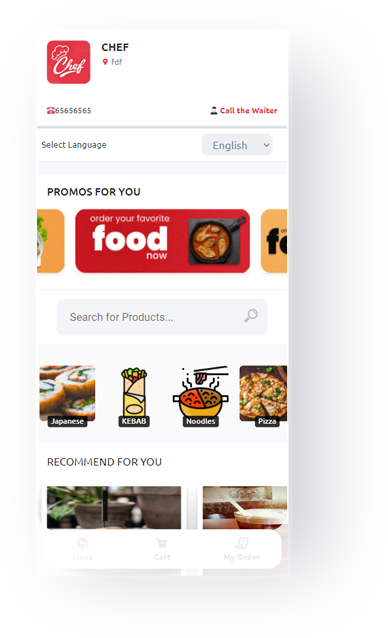 Chef
CHEF
fdf
65656565
Call the Waiter
Select Language
English
PROMOS FOR YOU
order your favorite
food
now
fo
Search for Products...
Japanese
KEBAB
Noodles
Pizza
RECOMMEND FOR YOU
Home
Cart
My Order